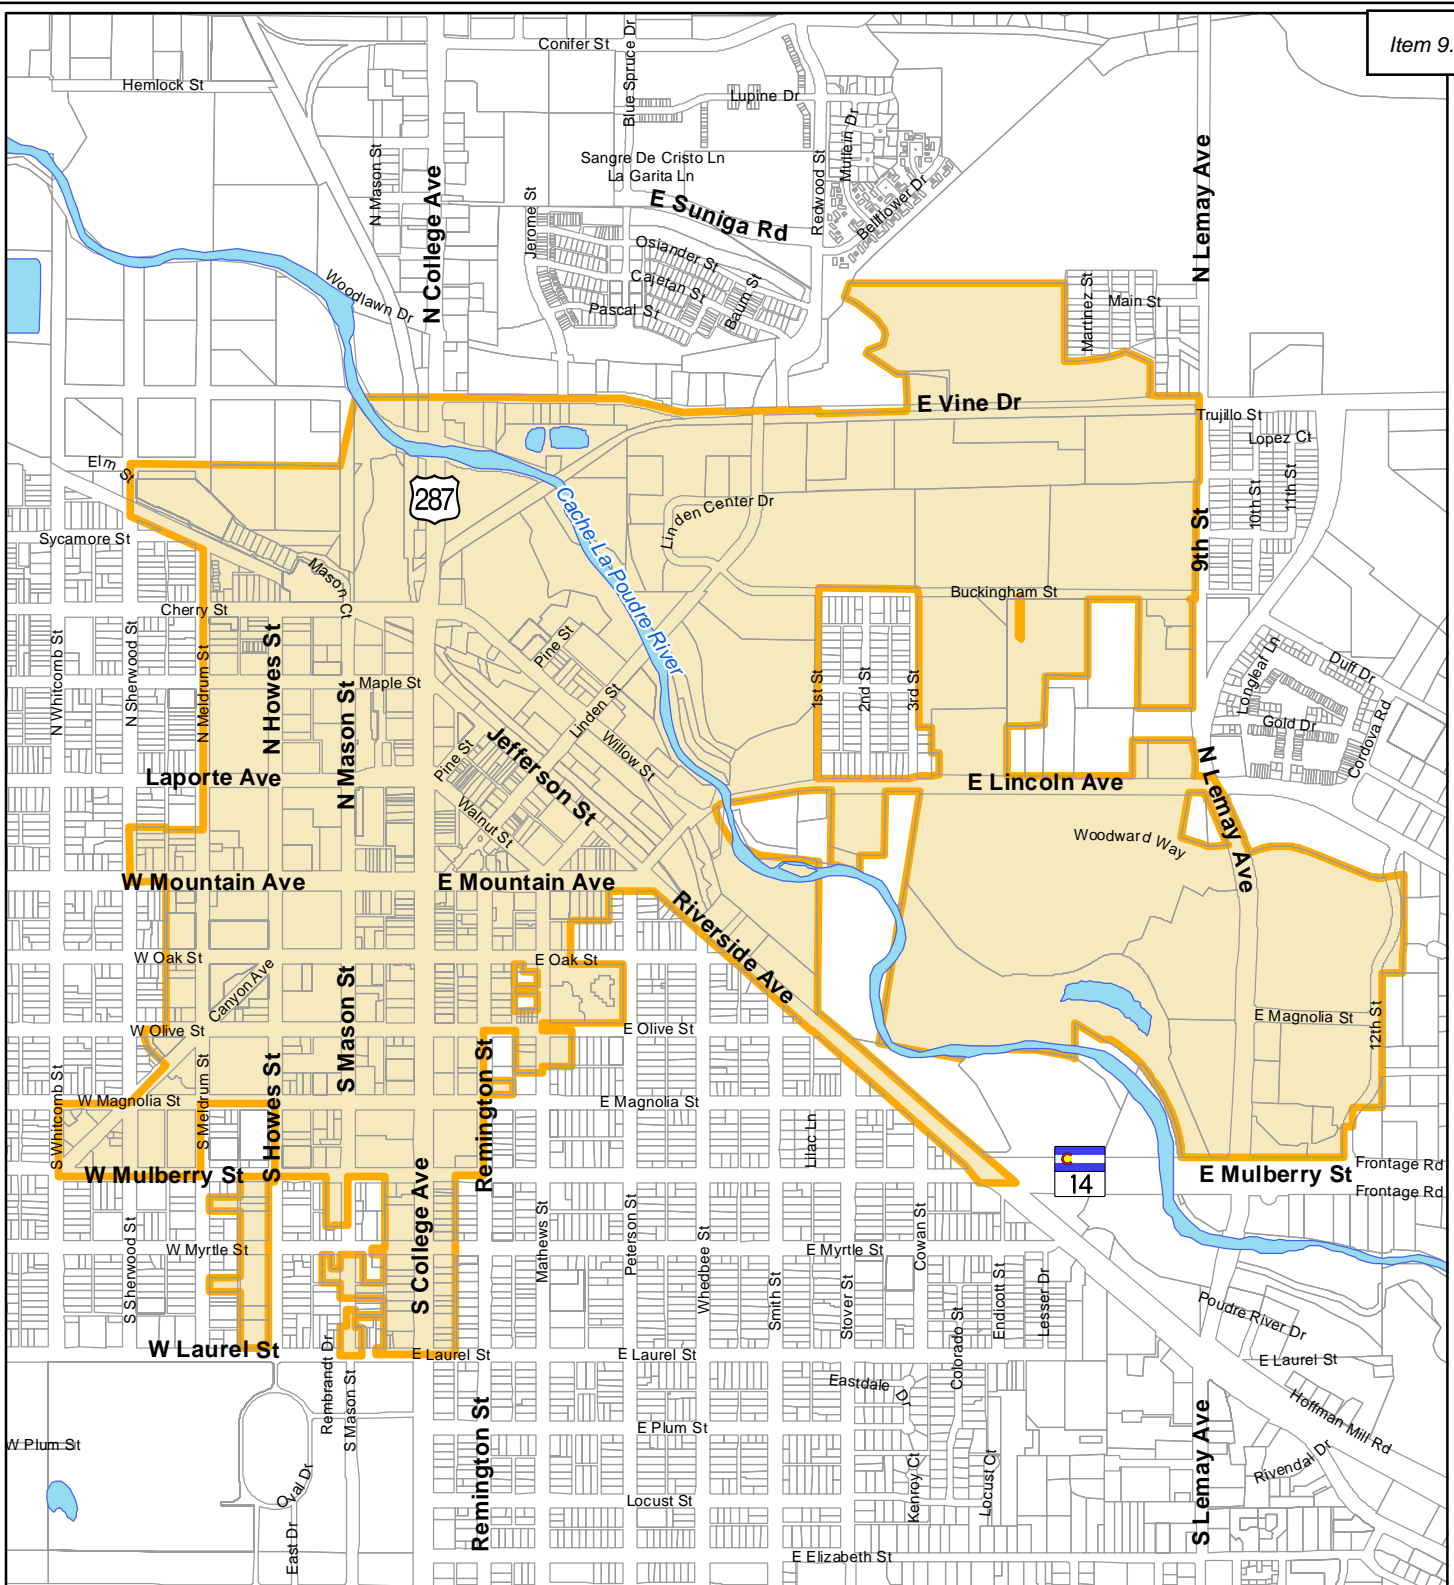 Item 9.
Conifer St
Blue Spruce Dr
Hemlock St
Lupine Dr
Mullein Dr
N Mason St
N College Ave
Sangre De Cristo Ln
La Garita Ln
Redwood St
N Lemay Ave
Jerome St
E Suniga Rd
Bellflower Dr
Osiander St
Cajetan St
Baum St
Pascal St
Woodlawn Dr
Martinez St
Main St
E Vine Dr
Trujillo St
Lopez Ct
10th St
11th St
9th St
Elm St
287
Linden Center Dr
Cache La Poudre River
Sycamore St
Mason Ct
Cherry St
Buckingham St
N Whitcomb St
N Sherwood St
N Meldrum St
N Howes St
N Mason St
Maple St
Pine St
Linden St
Willow St
1st St
2nd St
3rd St
Longleaf Ln
Duff Dr
Gold Dr
Cordova Rd
Jefferson St
Pine St
Walnut St
Laporte Ave
E Lincoln Ave
N Lemay Ave
Woodward Way
W Mountain Ave
E Mountain Ave
Riverside Ave
W Oak St
Canyon Ave
E Oak St
S Mason St
W Olive St
E Olive St
E Magnolia St
12th St
S Whitcomb St
W Magnolia St
S Meldrum St
S Howes St
Remington St
E Magnolia St
Lilac Ln
14
W Mulberry St
E Mulberry St
Frontage Rd
Frontage Rd
S Sherwood St
W Myrtle St
S College Ave
Mathews St
Peterson St
Whedbee St
E Myrtle St
Smith St
Stover St
Cowan St
Endicott St
Lesser Dr
Colorado St
Poudre River Dr
W Laurel St
Rembrandt Dr
S Mason St
E Laurel St
E Laurel St
E Laurel St
Eastdale Dr
Hoffman Mill Rd
W Plum St
Remington St
E Plum St
S Lemay Ave
Rivendal Dr
Oval Dr
East Dr
Locust St
Kenroy Ct
Locust Ct
E Elizabeth St